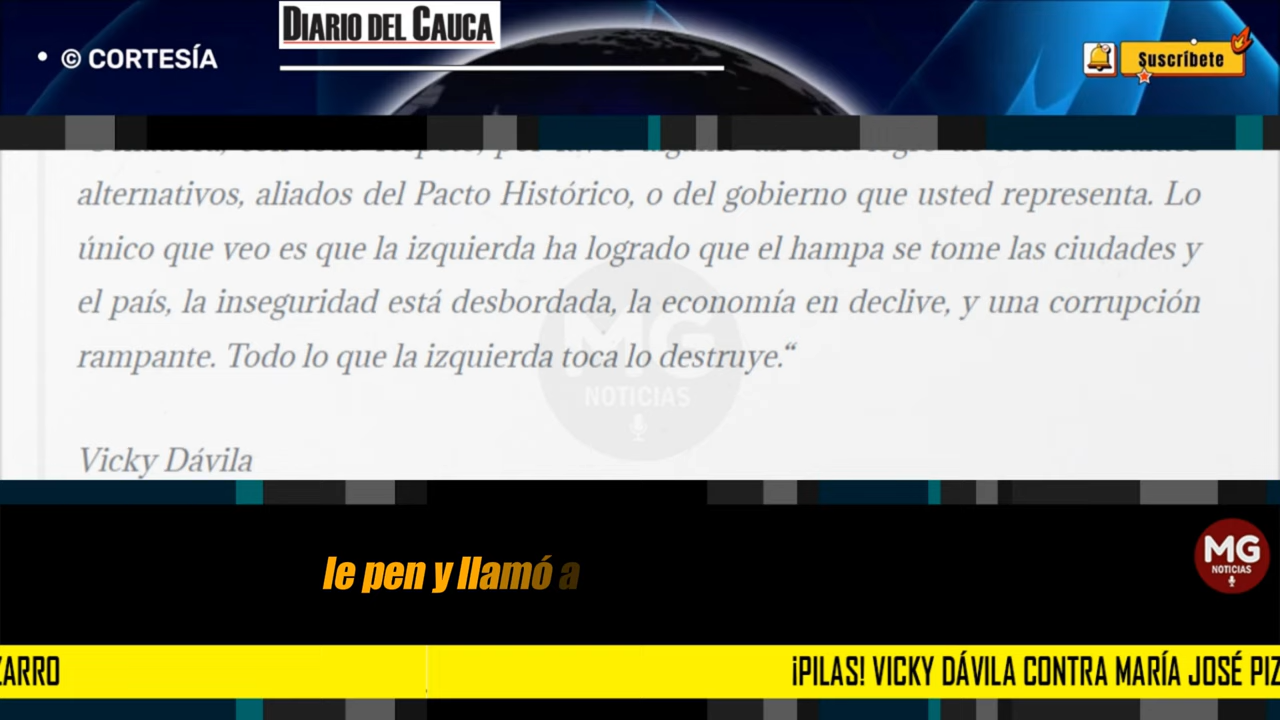 DIARIO DEL CAUCA
• © CORTESÍA
Suscríbete
alternativos, aliados del Pacto Histórico, o del gobierno que usted representa. Lo
único que veo es que la izquierda ha logrado que el hampa se tome las ciudades y
el país, la inseguridad está desbordada, la economía en declive, y una corrupción
rampante. Todo lo que la izquierda toca lo destruye.“
MG
NOTICIAS
Vicky Dávila
le pen y llamó a
MG
NOTICIAS
ZARRO
¡PILAS! VICKY DÁVILA CONTRA MARÍA JOSÉ PIZ